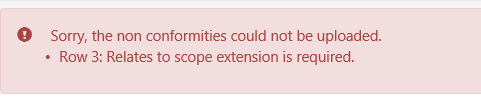 Sorry, the non conformities could not be uploaded.
• Row 3: Relates to scope extension is required.